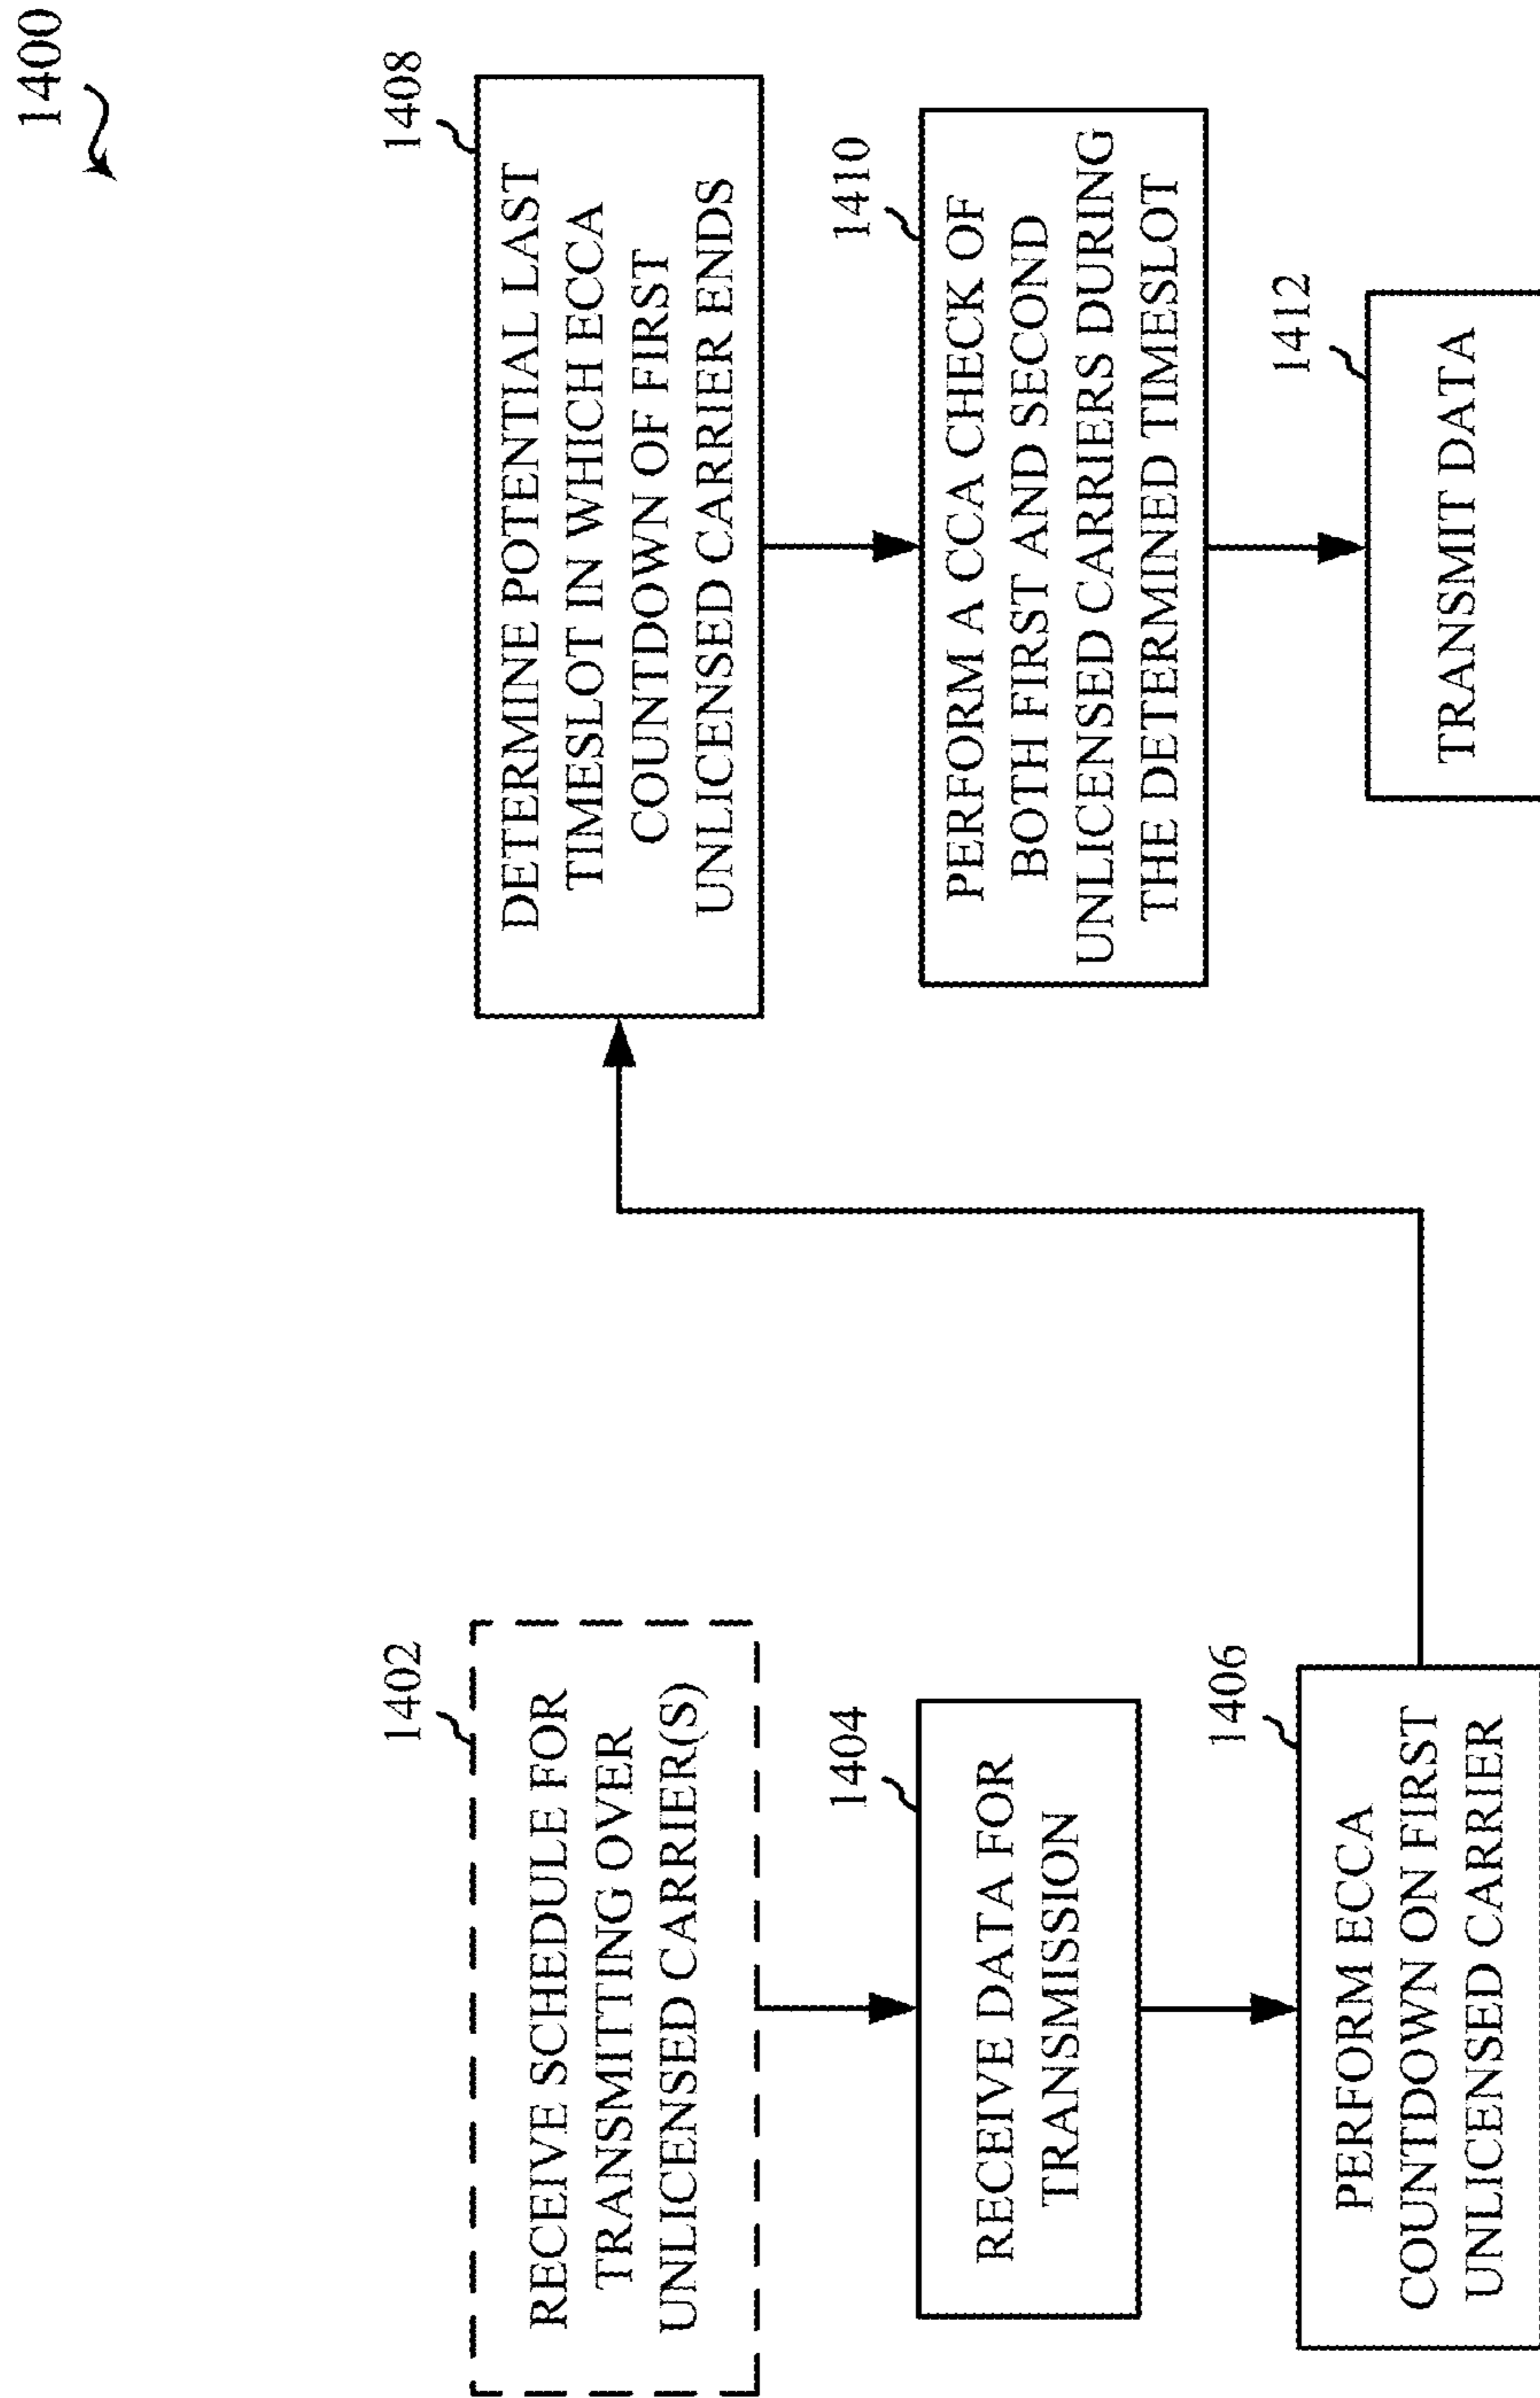 1400
1402
RECEIVE SCHEDULE FOR
TRANSMITTING OVER
UNLICENSED CARRIER(S)
1404
RECEIVE DATA FOR
TRANSMISSION
1406
PERFORM ECCA
COUNTDOWN ON FIRST
UNLICENSED CARRIER
1408
DETERMINE POTENTIAL LAST
TIMESLOT IN WHICH ECCA
COUNTDOWN OF FIRST
UNLICENSED CARRIER ENDS
1410
PERFORM A CCA CHECK OF
BOTH FIRST AND SECOND
UNLICENSED CARRIERS DURING
THE DETERMINED TIMESLOT
1412
TRANSMIT DATA